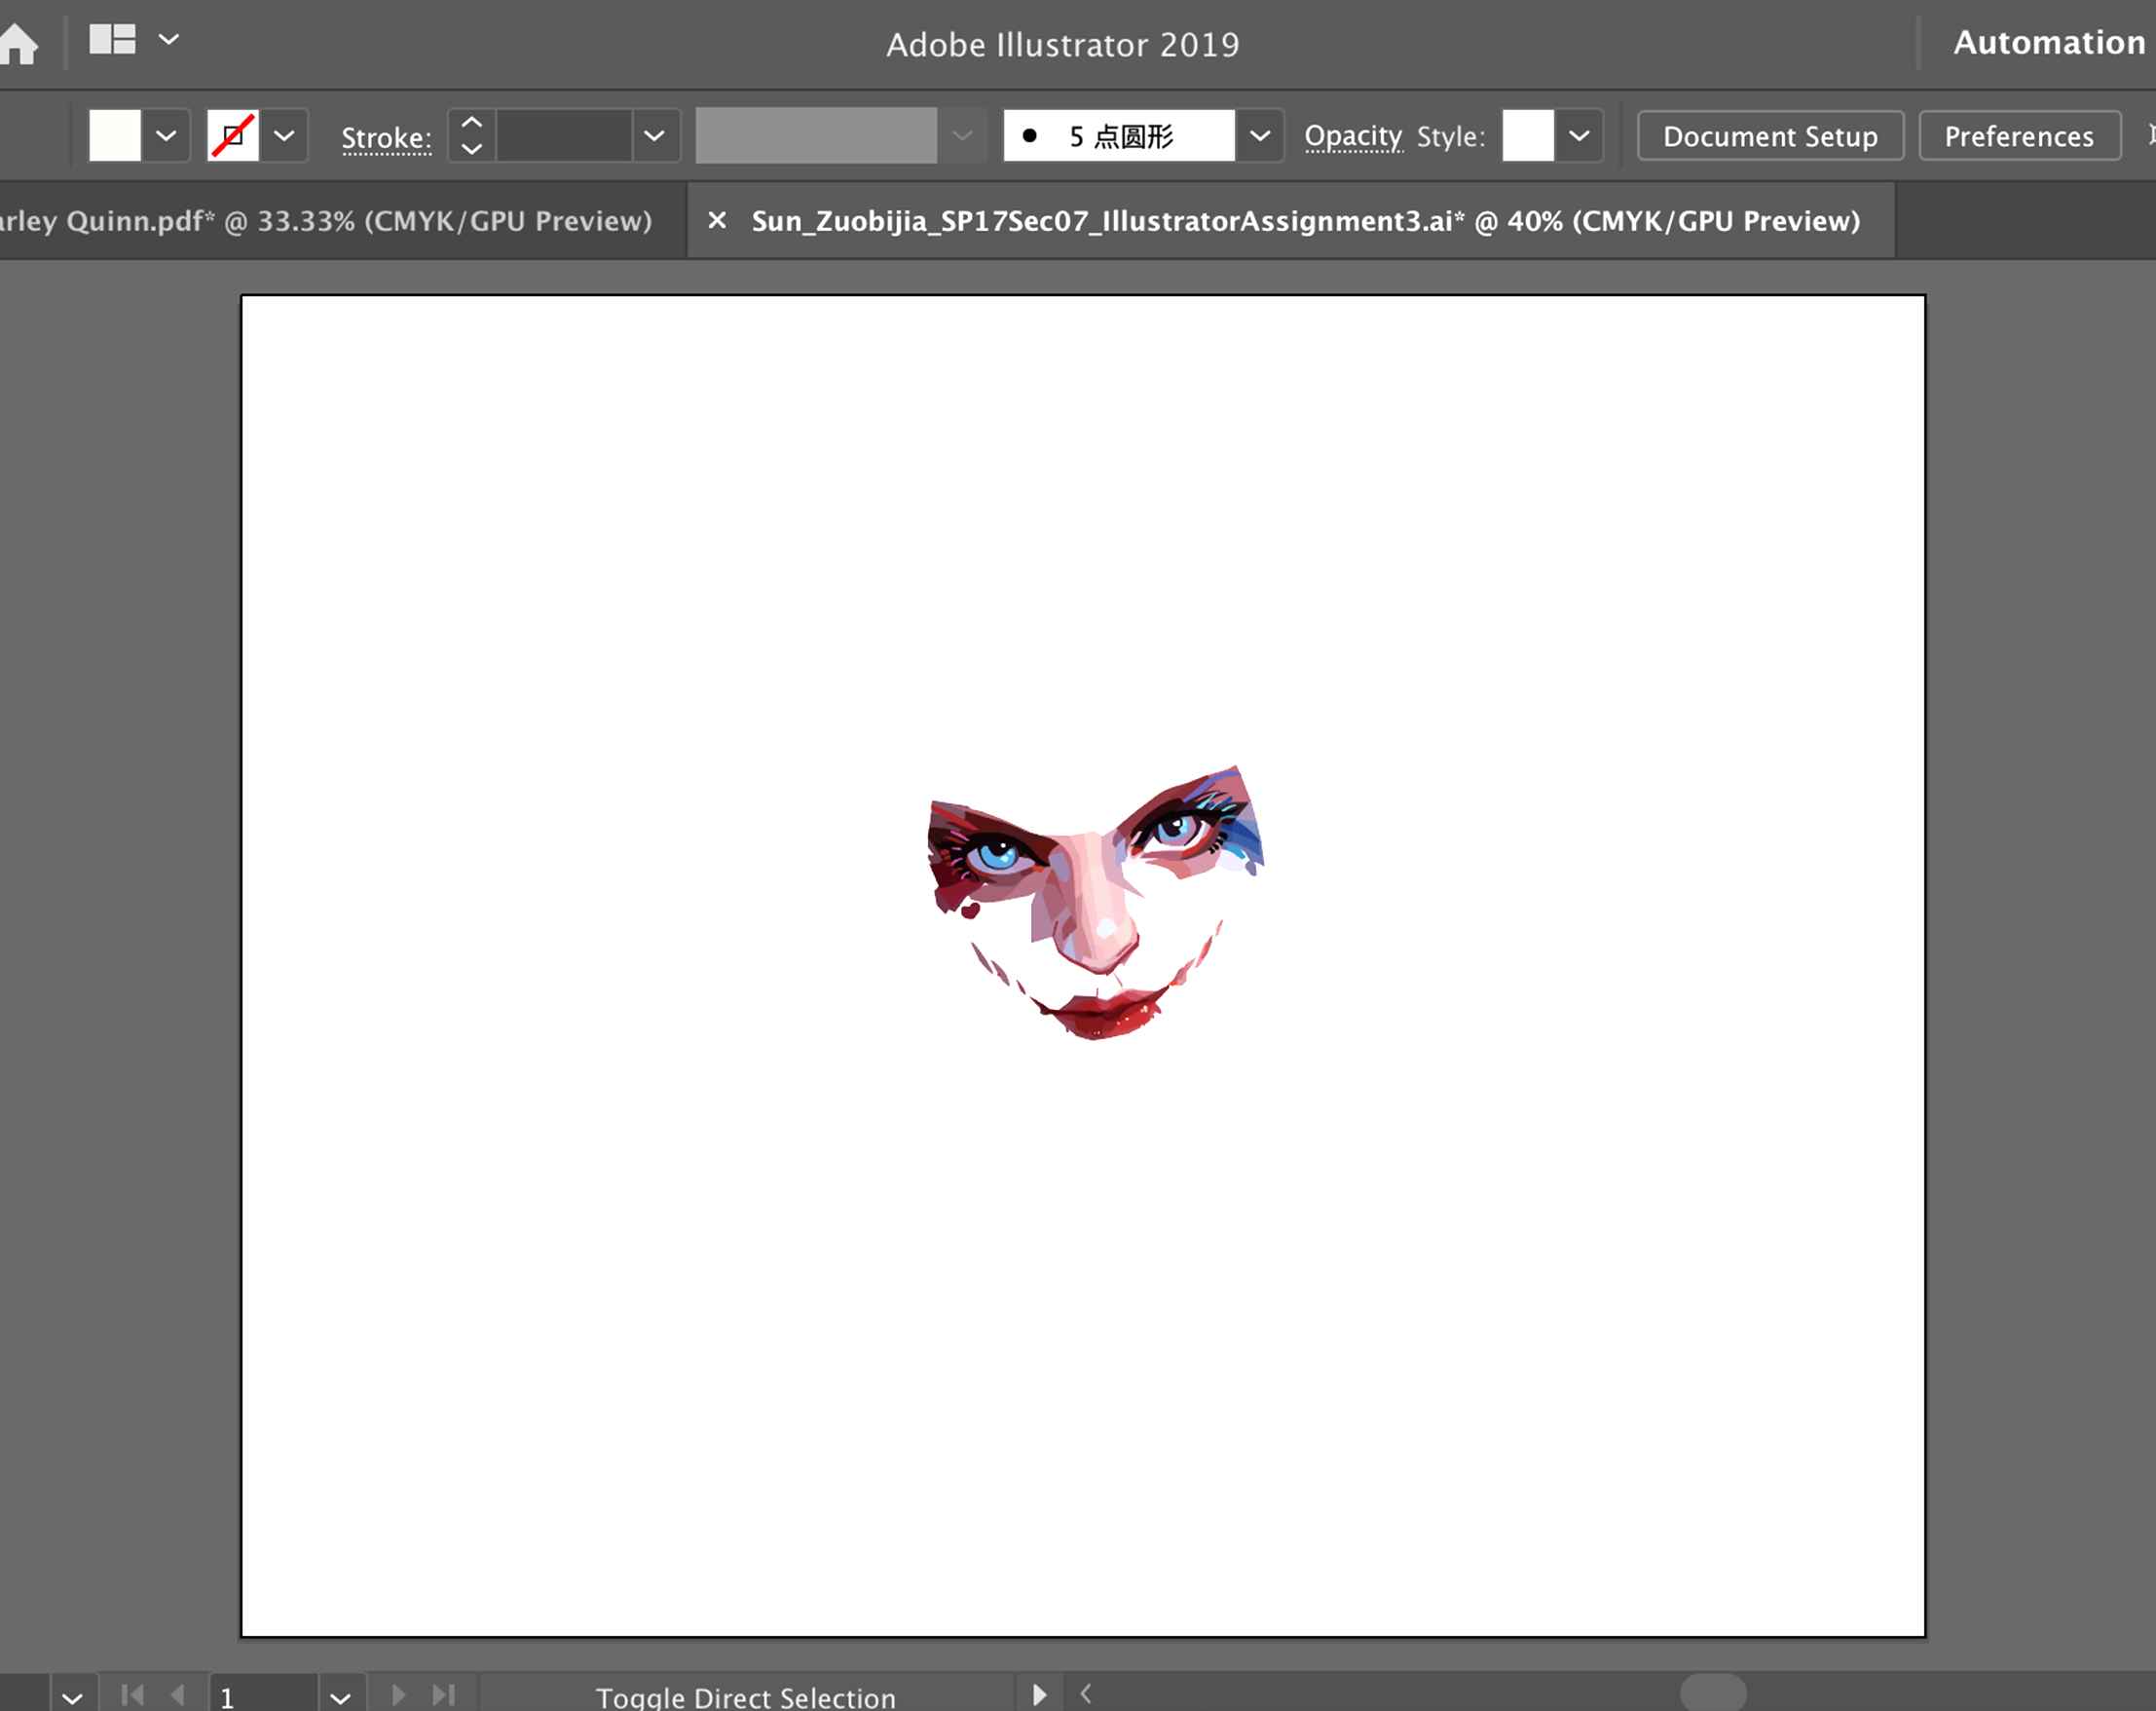 Adobe Illustrator 2019
Automation
Stroke:
5 点圆形
Opacity
Style:
Document Setup
Preferences
Quinn.pdf* @ 33.33% (CMYK/GPU Preview)
Sun_Zuobijia_SP17Sec07_IllustratorAssignment3.ai* @ 40% (CMYK/GPU Preview)
1
Toggle Direct Selection